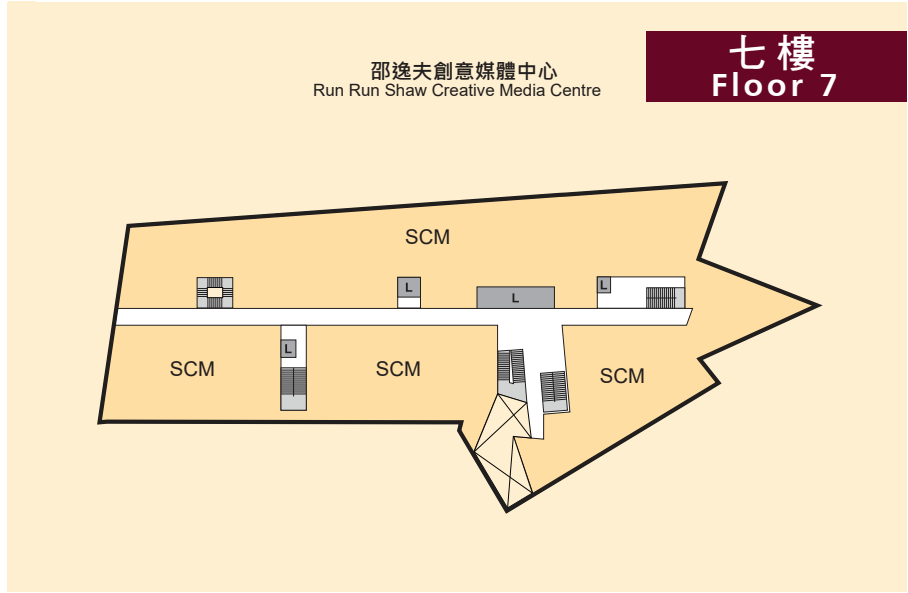 七樓
Floor 7
邵逸夫創意媒體中心
Run Run Shaw Creative Media Centre
SCM
L
L
L
L
SCM
SCM
SCM